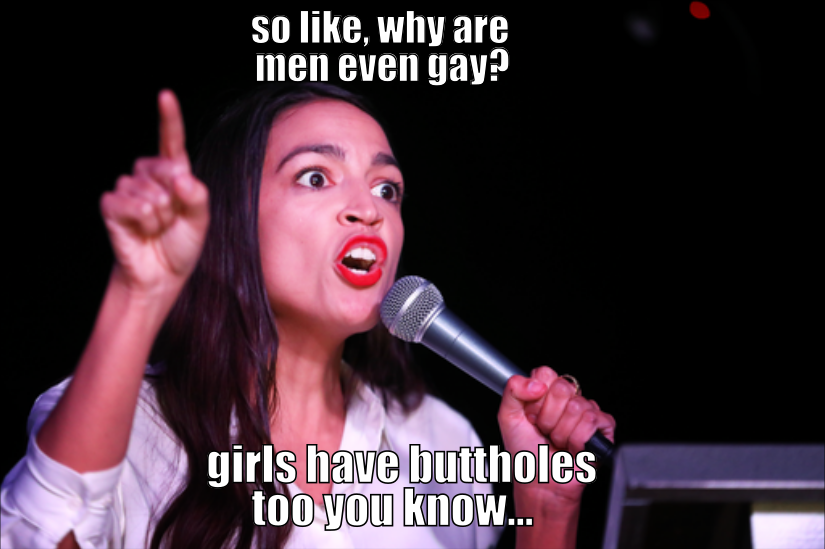 so like, why are
men even gay?
girls have buttholes
too you know...